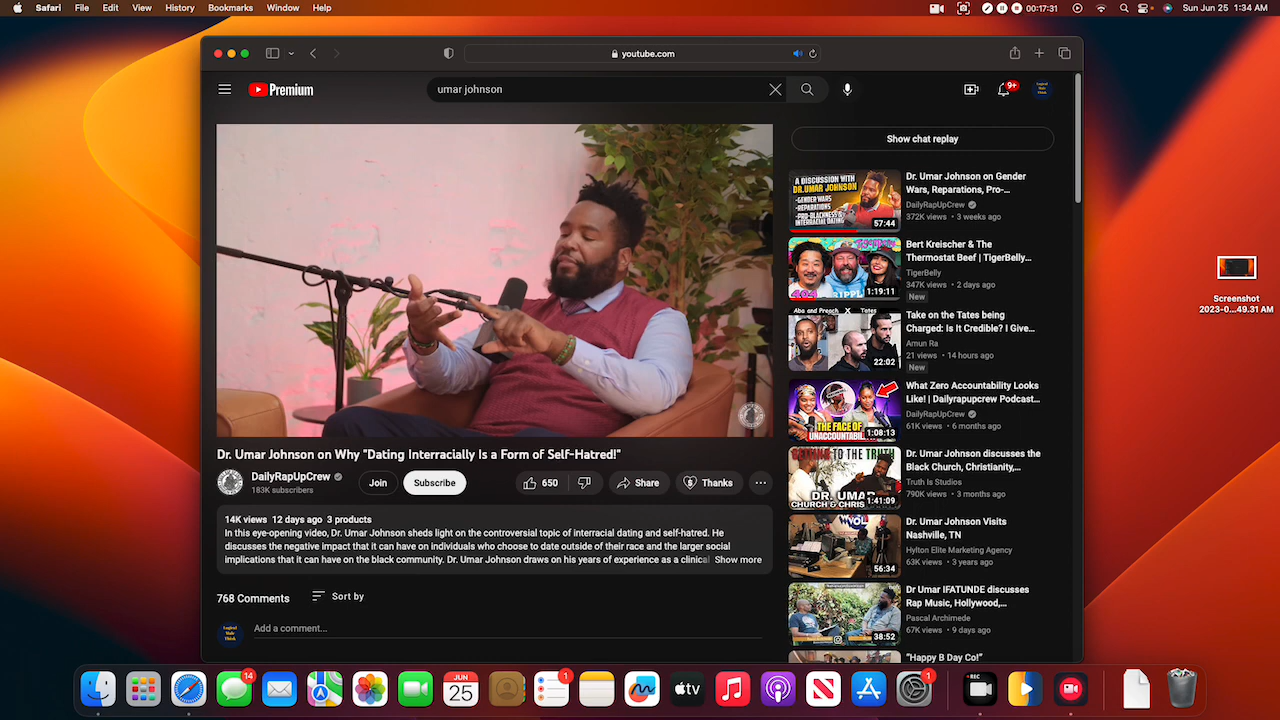 Safari File Edit View History Bookmarks Window Help 00:17:31 Sun Jun 25 1:34 AM
youtube.com
Premium
umar johnson
9+
Show chat replay
Dr. Umar Johnson on Why "Dating Interracially Is a Form of Self-Hatred!"
DailyRapUpCrew
183K subscribers
Join
Subscribe
650
Share
Thanks
14K views 12 days ago 3 products
In this eye-opening video, Dr. Umar Johnson sheds light on the controversial topic of interracial dating and self-hatred. He
discusses the negative impact that it can have on individuals who choose to date outside of their race and the larger social
implications that it can have on the black community. Dr. Umar Johnson draws on his years of experience as a clinical Show more
768 Comments
Sort by
Add a comment...
A DISCUSSION WITH
DR.UMAR JOHNSON
-GENDER WARS
-REPARATIONS
-PRO-BLACKNESS &
INTERRACIAL DATING
57:44
Dr. Umar Johnson on Gender
Wars, Reparations, Pro-...
DailyRapUpCrew
372K views • 3 weeks ago
1:19:11
Bert Kreischer & The
Thermostat Beef | TigerBelly...
TigerBelly
347K views • 2 days ago
New
Aba and Preach X Tates
22:02
Take on the Tates being
Charged: Is It Credible? I Give...
Amun Ra
21 views • 14 hours ago
New
THE FACE OF
1:08:13
What Zero Accountability Looks
Like! | Dailyrapupcrew Podcast...
DailyRapUpCrew
61K views • 6 months ago
TO THE TRUTH
DR. UMAR
CHURCH & CHRIS
1:41:09
Dr. Umar Johnson discusses the
Black Church, Christianity,...
Truth Is Studios
790K views • 3 months ago
56:34
Dr. Umar Johnson Visits
Nashville, TN
Hylton Elite Marketing Agency
63K views • 3 years ago
38:52
Dr Umar IFATUNDE discusses
Rap Music, Hollywood,...
Pascal Archimede
67K views • 9 days ago
"Happy B Day Co!"
Screenshot
2023-0...49.31 AM
14
JUN
25
1
tv
1
REC